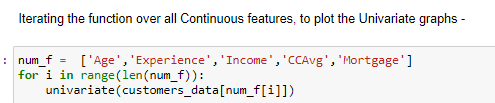 Iterating the function over all Continuous features, to plot the Univariate graphs -
: num_f = ['Age','Experience','Income','CCAvg','Mortgage']
for i in range(len(num_f)):
    univariate(customers_data[num_f[i]])